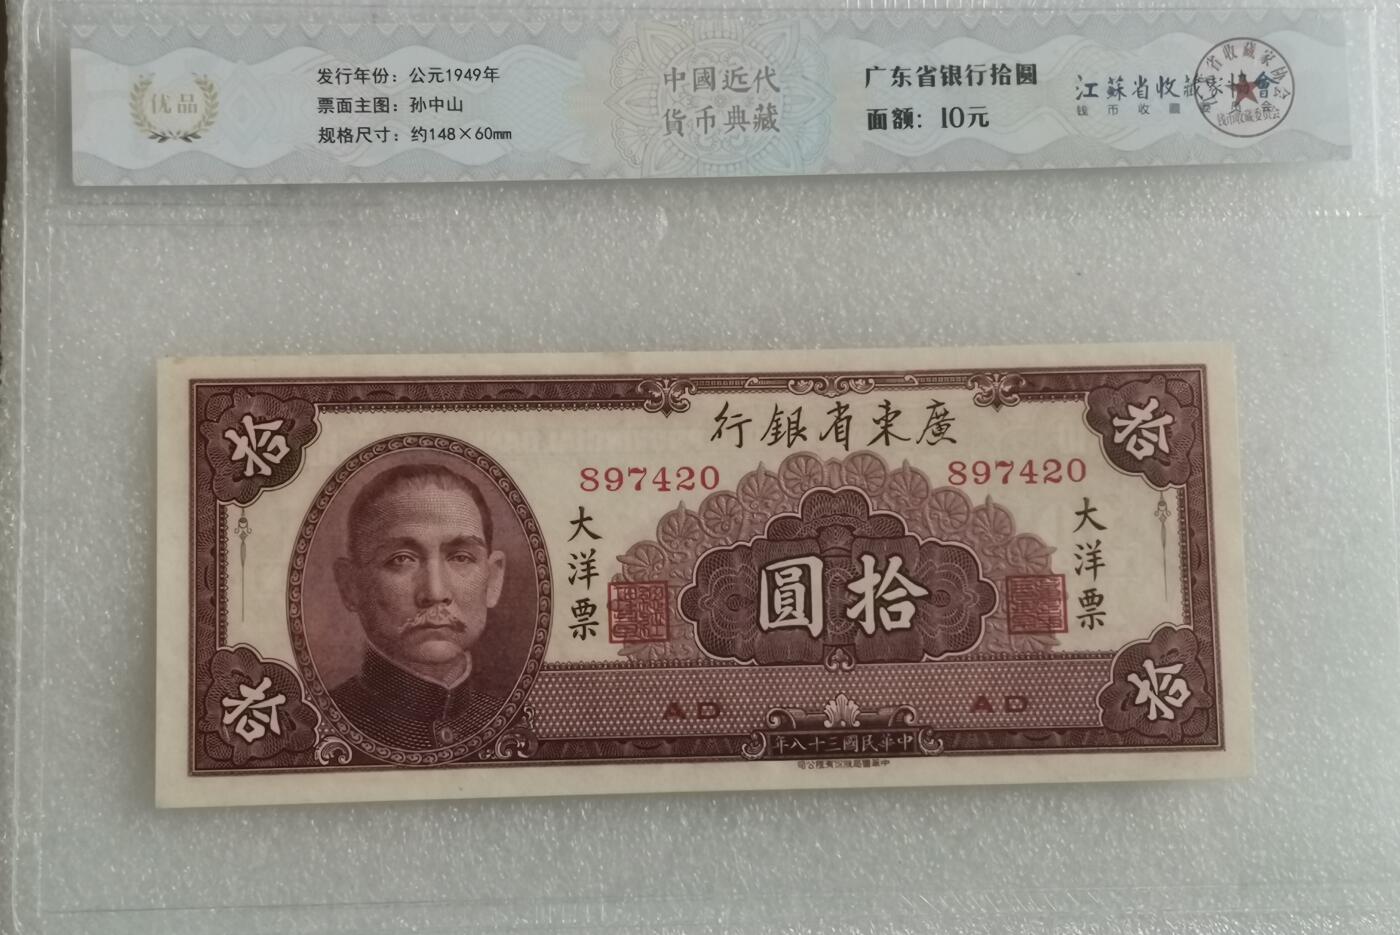 优品
发行年份：公元1949年
票面主图：孙中山
规格尺寸：约148×60mm
中國近代
貨币典藏
广东省银行拾圆
面额：10元
江蘇省收藏家協會
钱币收藏委员会
廣東省銀行
897420
897420
拾
拾
大洋票
大洋票
拾圓
拾
拾
AD
AD
中華民國三十八年